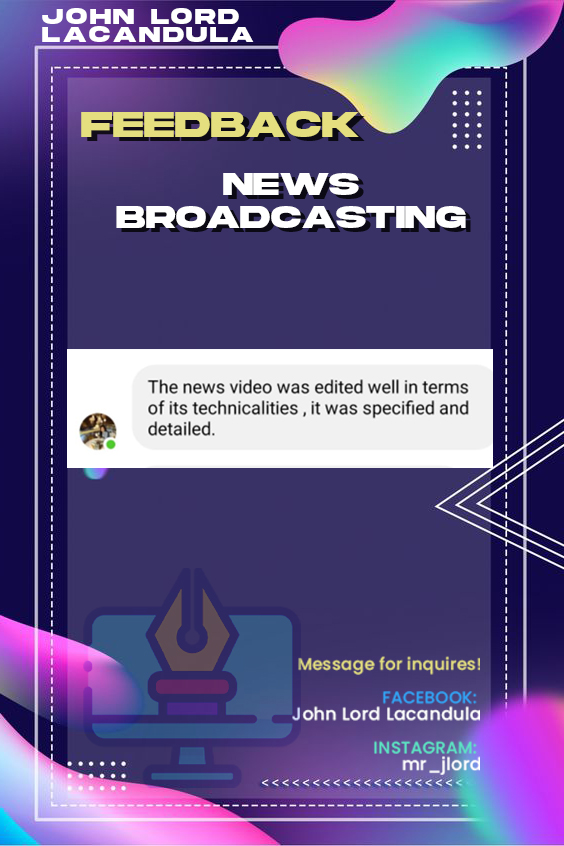 JOHN LORD
LACANDULA
FEEDBACK
NEWS
BROADCASTING
The news video was edited well in terms
of its technicalities , it was specified and
detailed.
Message for inquires!
FACEBOOK:
John Lord Lacandula
INSTAGRAM:
mr_jlord
<<<<<<<<<<<<<<<<<<<<<<